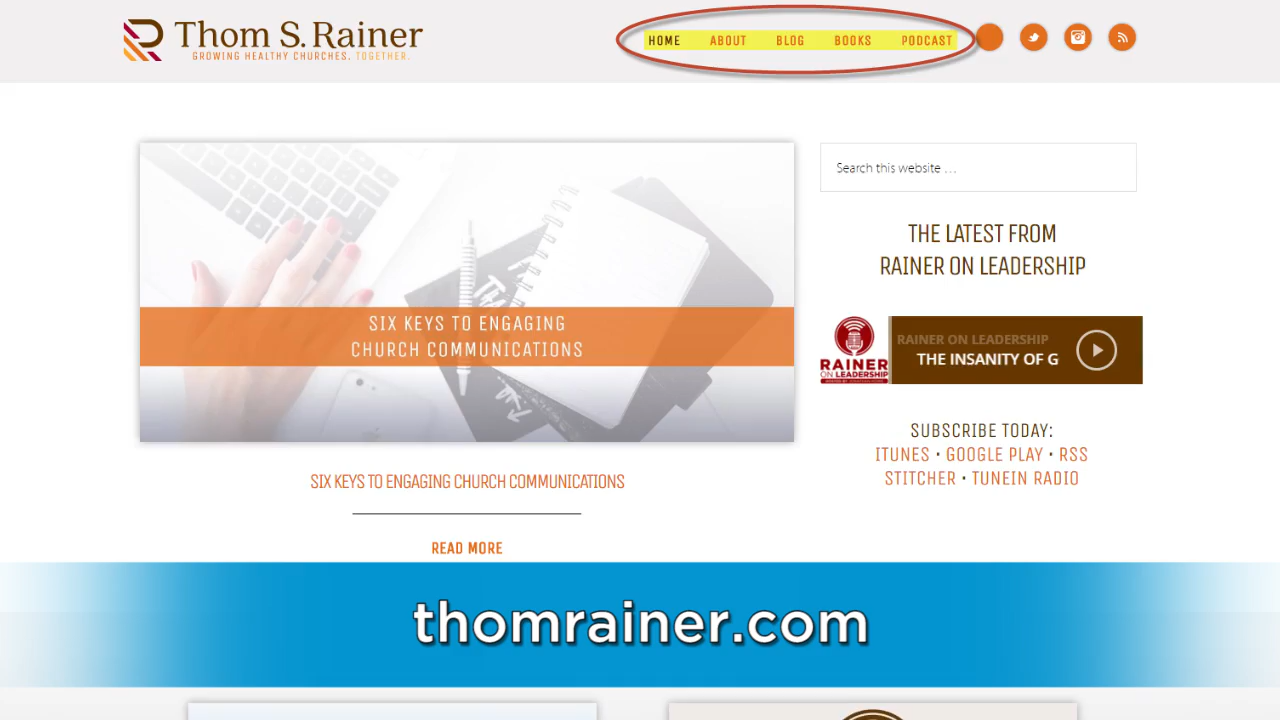 Thom S. Rainer
GROWING HEALTHY CHURCHES. TOGETHER.
HOME ABOUT BLOG BOOKS PODCAST
Search this website ...
SIX KEYS TO ENGAGING
CHURCH COMMUNICATIONS
THE LATEST FROM
RAINER ON LEADERSHIP
RAINER
ON LEADERSHIP
RAINER ON LEADERSHIP
THE INSANITY OF G
SUBSCRIBE TODAY:
ITUNES • GOOGLE PLAY • RSS
STITCHER • TUNEIN RADIO
SIX KEYS TO ENGAGING CHURCH COMMUNICATIONS
READ MORE
thomrainer.com